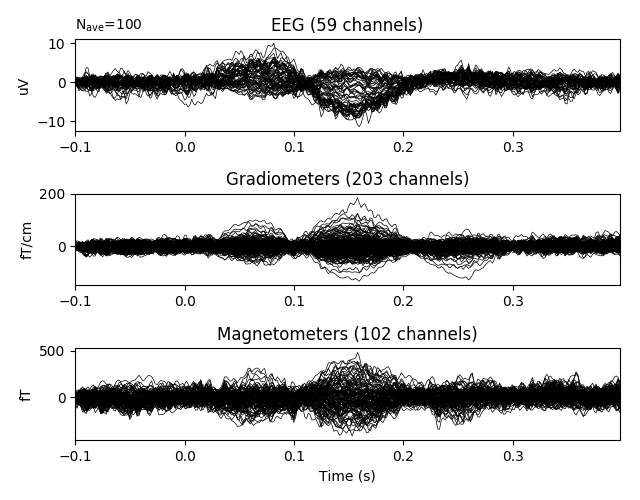 N_ave=100
EEG (59 channels)
10
0
−10
uV
−0.1 0.0 0.1 0.2 0.3
Gradiometers (203 channels)
200
0
fT/cm
−0.1 0.0 0.1 0.2 0.3
Magnetometers (102 channels)
500
0
fT
−0.1 0.0 0.1 0.2 0.3
Time (s)